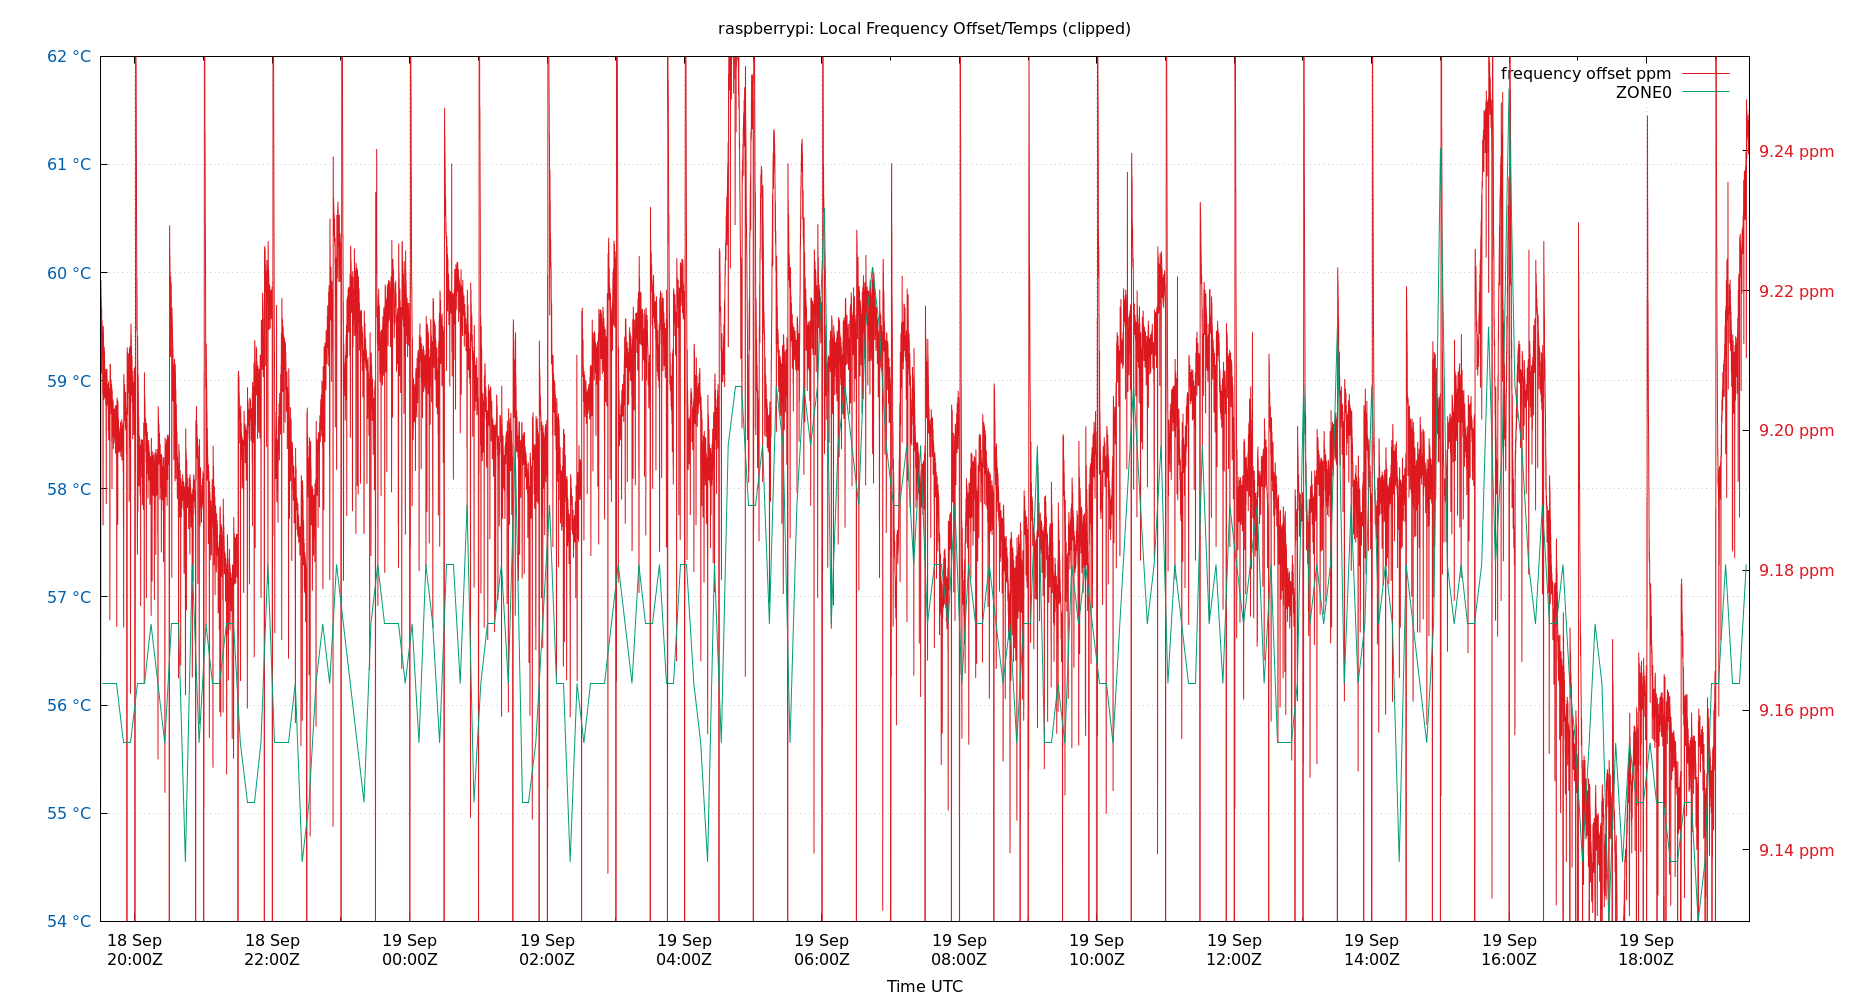 raspberrypi: Local Frequency Offset/Temps (clipped)
62 °C
61 °C
60 °C
59 °C
58 °C
57 °C
56 °C
55 °C
54 °C
frequency offset ppm
ZONE0
9.24 ppm
9.22 ppm
9.20 ppm
9.18 ppm
9.16 ppm
9.14 ppm
18 Sep
20:00Z
18 Sep
22:00Z
19 Sep
00:00Z
19 Sep
02:00Z
19 Sep
04:00Z
19 Sep
06:00Z
19 Sep
08:00Z
19 Sep
10:00Z
19 Sep
12:00Z
19 Sep
14:00Z
19 Sep
16:00Z
19 Sep
18:00Z
Time UTC